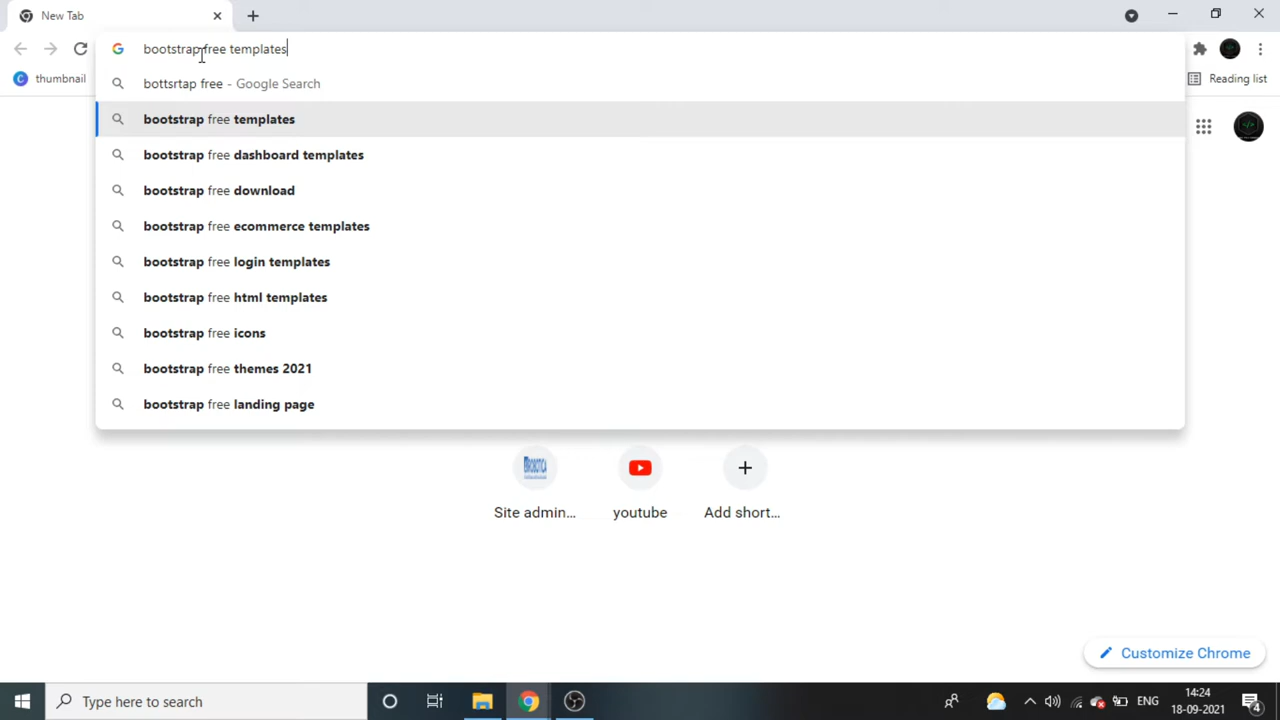 New Tab
bootstrap free templates
thumbnail
Reading list
bottsrtap free - Google Search
bootstrap free templates
bootstrap free dashboard templates
bootstrap free download
bootstrap free ecommerce templates
bootstrap free login templates
bootstrap free html templates
bootstrap free icons
bootstrap free themes 2021
bootstrap free landing page
Site admin...
youtube
Add short...
Customize Chrome
Type here to search
ENG
14:24
18-09-2021
4